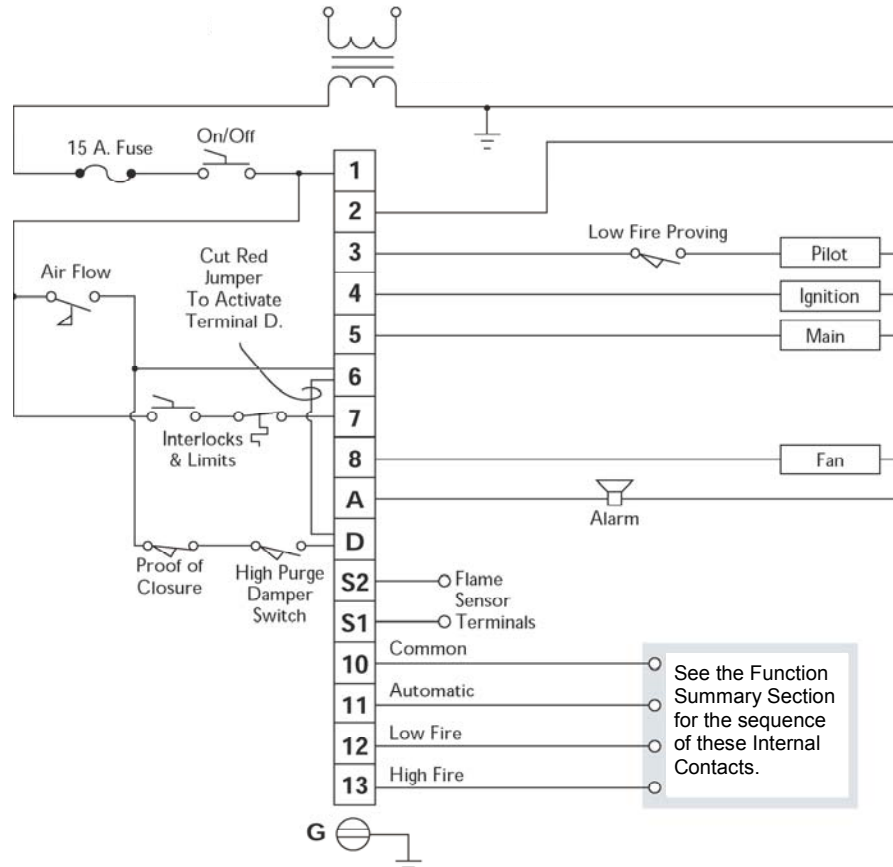 15 A. Fuse
On/Off
1
2
Low Fire Proving
3
Pilot
Air Flow
Cut Red
Jumper
To Activate
Terminal D.
4
Ignition
5
Main
6
7
Interlocks
& Limits
8
Fan
A
Alarm
D
Proof of
Closure
High Purge
Damper
Switch
S2
Flame
Sensor
Terminals
S1
10
Common
11
Automatic
12
Low Fire
13
High Fire
See the Function
Summary Section
for the sequence
of these Internal
Contacts.
G